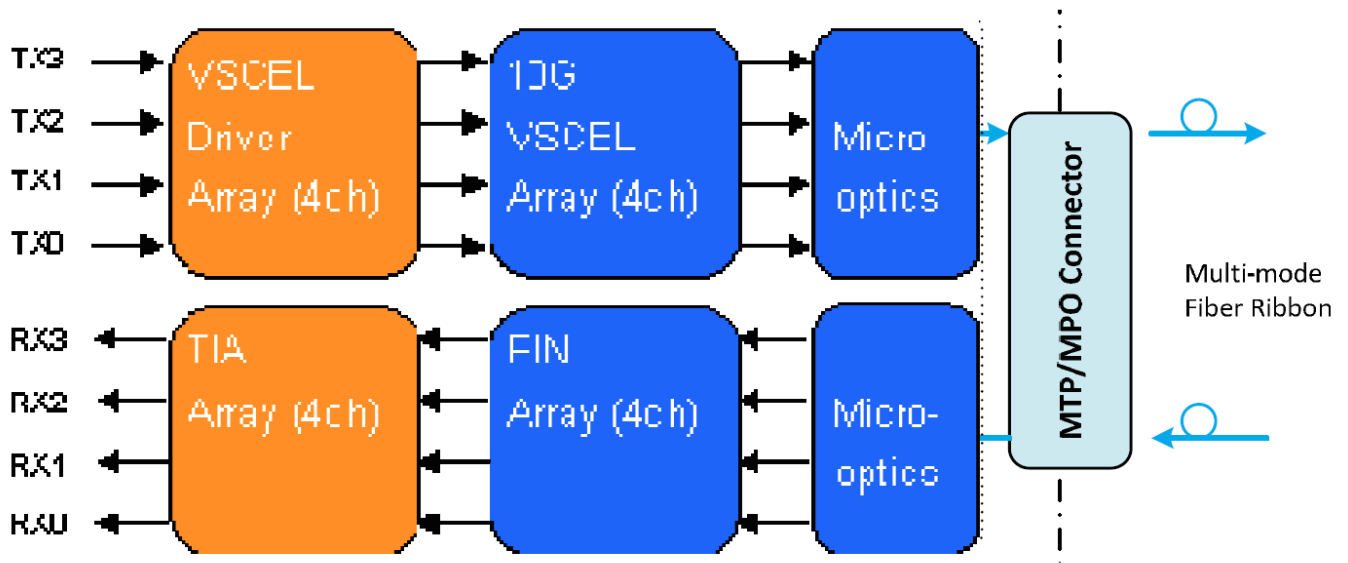 TX3
TX2
TX1
TX0
VSCEL
Driver
Array (4ch)
10G
VSCEL
Array (4ch)
Micro
optics
MTP/MPO Connector
Multi-mode
Fiber Ribbon
RX3
RX2
RX1
RX0
TIA
Array (4ch)
PIN
Array (4ch)
Micro-
optics